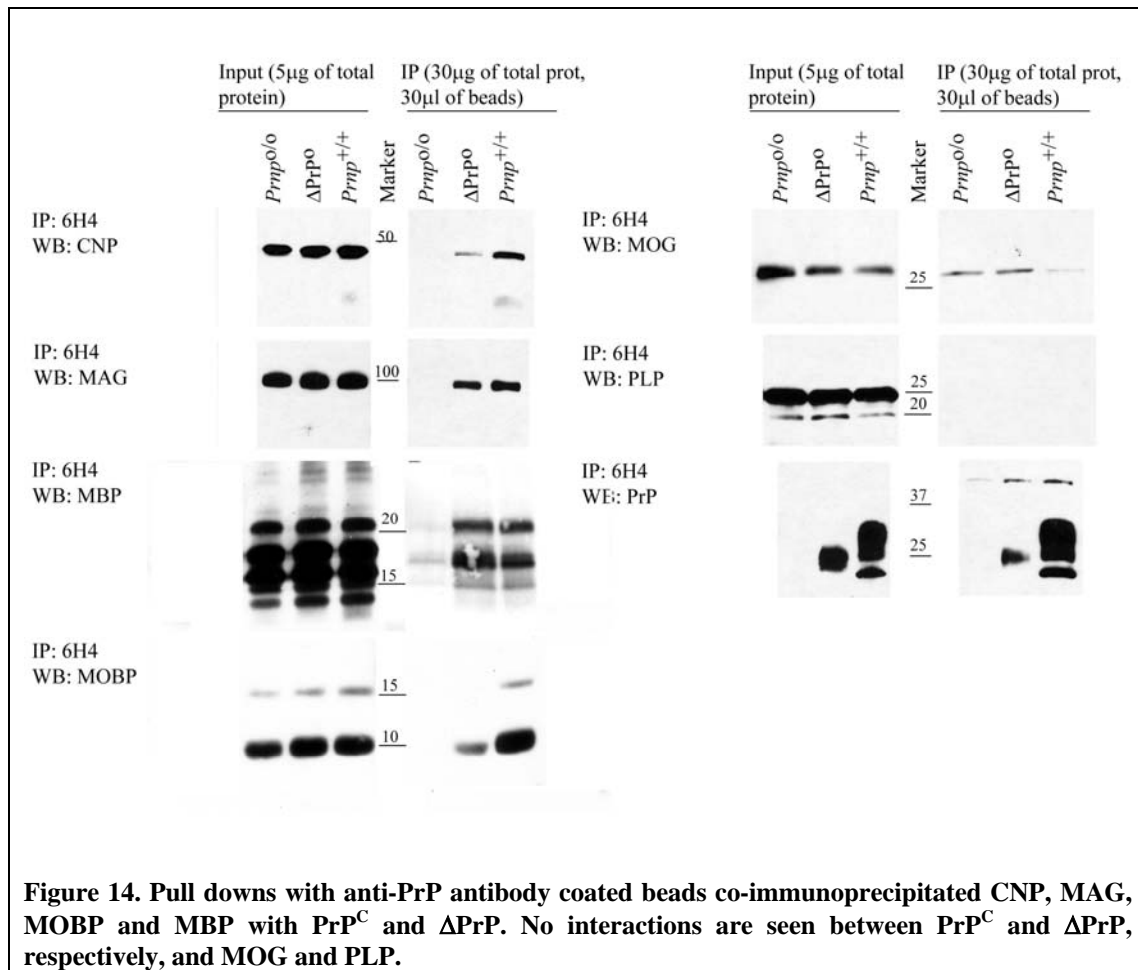 Input (5μg of total
protein)
IP (30μg of total prot,
30μl of beads)
Prnpo/o
ΔPrPo
Prnp+/+
Marker
Prnpo/o
ΔPrPo
Prnp+/+
IP: 6H4
WB: CNP
50
IP: 6H4
WB: MAG
100
IP: 6H4
WB: MBP
20
15
IP: 6H4
WB: MOBP
15
10
Input (5μg of total
protein)
IP (30μg of total prot,
30μl of beads)
Prnpo/o
ΔPrPo
Prnp+/+
Marker
Prnpo/o
ΔPrPo
Prnp+/+
IP: 6H4
WB: MOG
25
IP: 6H4
WB: PLP
25
20
IP: 6H4
WB: PrP
37
25
Figure 14. Pull downs with anti-PrP antibody coated beads co-immunoprecipitated CNP, MAG,
MOBP and MBP with PrPC and ΔPrP. No interactions are seen between PrPC and ΔPrP,
respectively, and MOG and PLP.